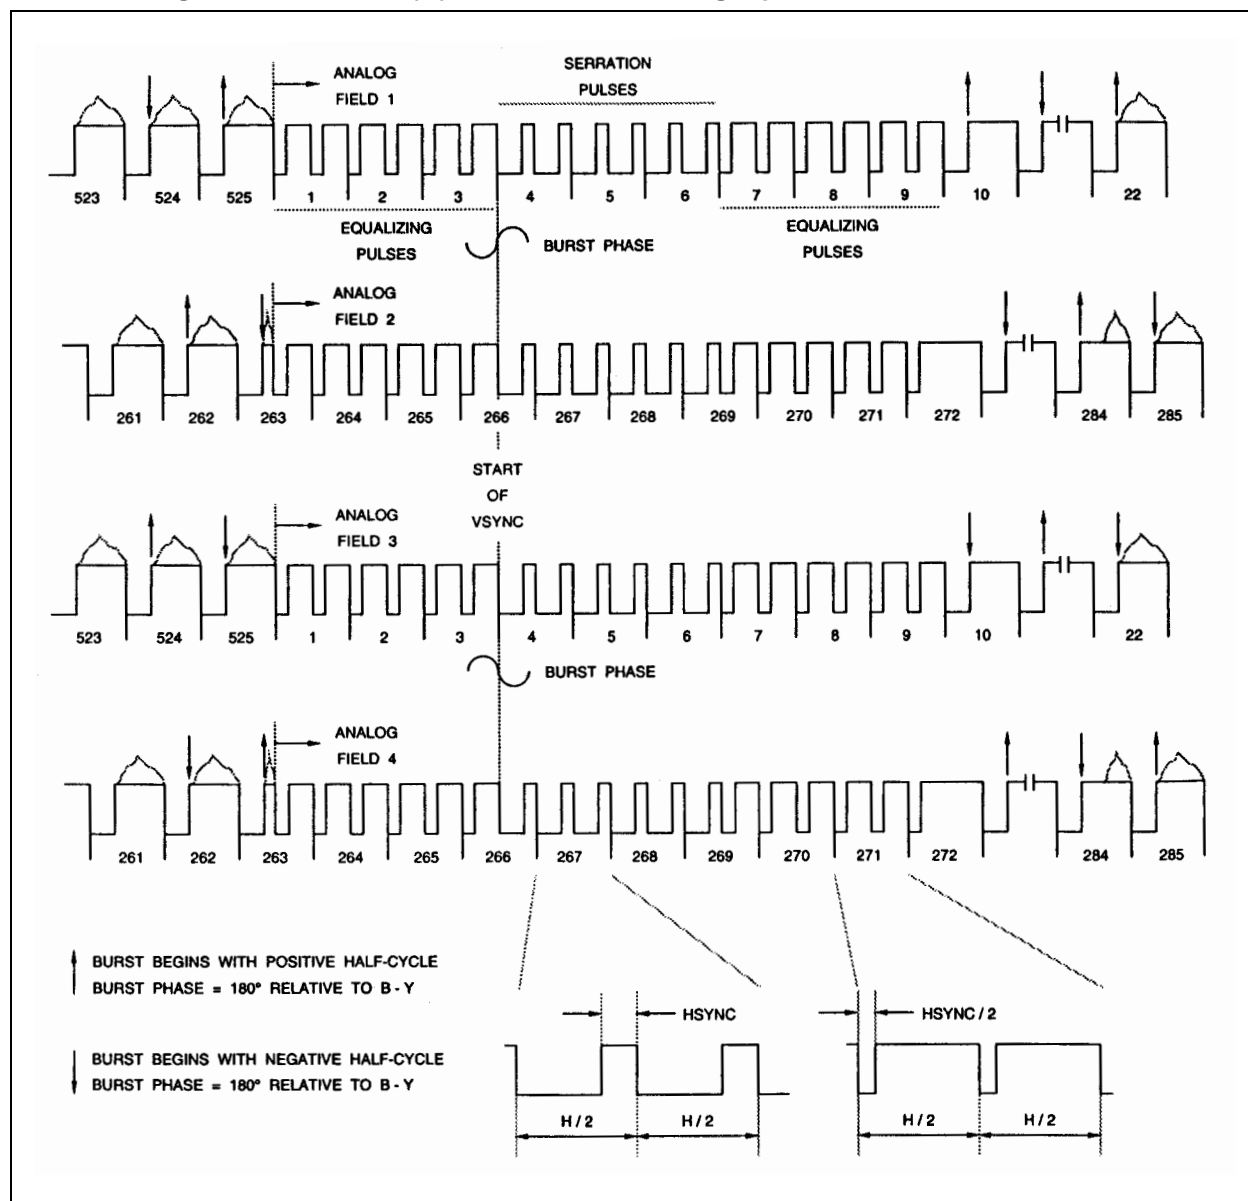 SERRATION
PULSES
ANALOG
FIELD 1
523 524 525 1 2 3 4 5 6 7 8 9 10 22
EQUALIZING
PULSES
BURST PHASE
EQUALIZING
PULSES
ANALOG
FIELD 2
261 262 263 264 265 266 267 268 269 270 271 272 284 285
START
OF
VSYNC
ANALOG
FIELD 3
523 524 525 1 2 3 4 5 6 7 8 9 10 22
BURST PHASE
ANALOG
FIELD 4
261 262 263 264 265 266 267 268 269 270 271 272 284 285
BURST BEGINS WITH POSITIVE HALF-CYCLE
BURST PHASE = 180° RELATIVE TO B - Y
BURST BEGINS WITH NEGATIVE HALF-CYCLE
BURST PHASE = 180° RELATIVE TO B - Y
HSYNC
H / 2 H / 2
HSYNC / 2
H / 2 H / 2